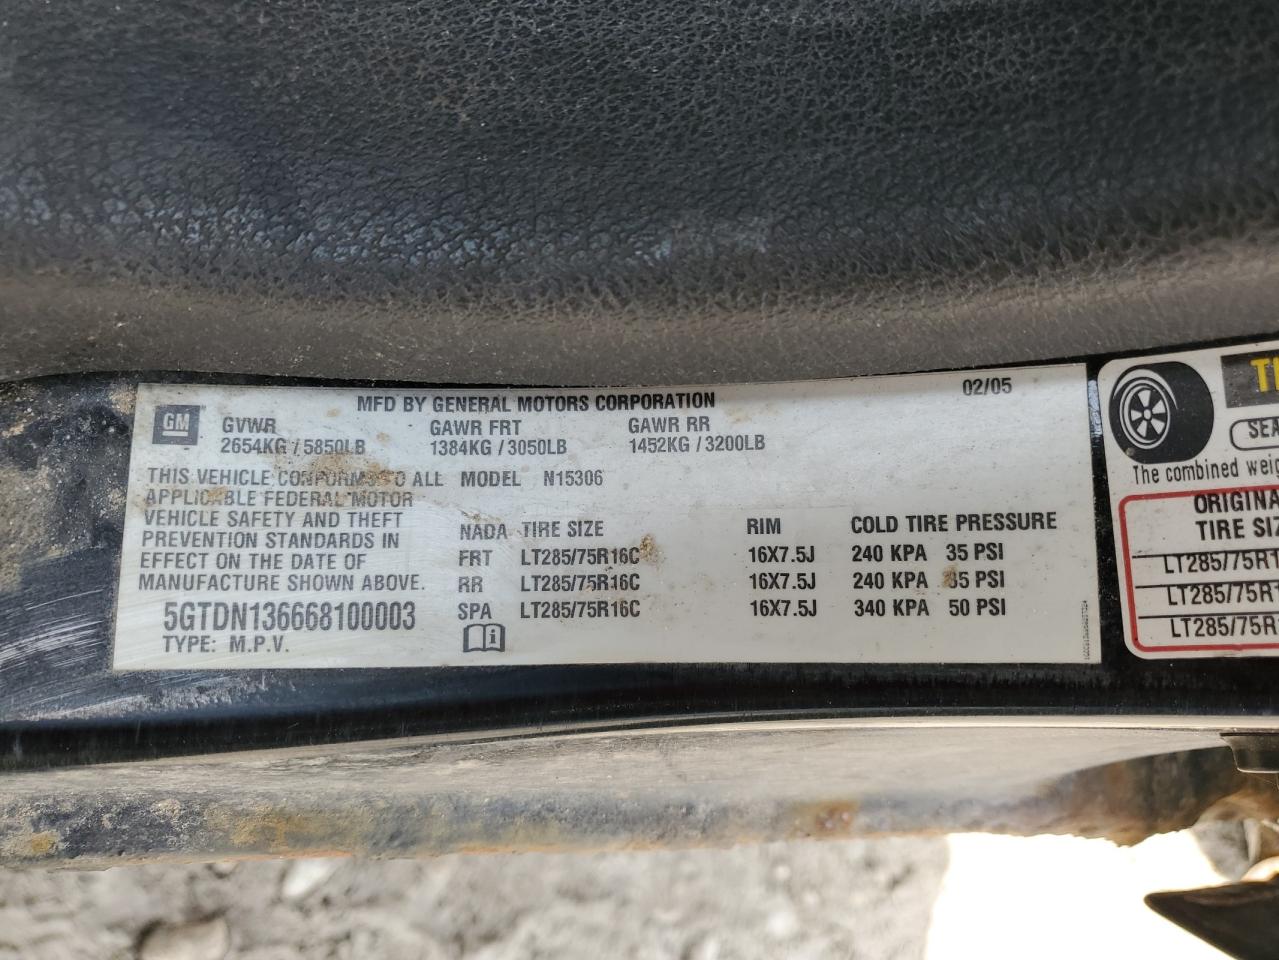 MFD BY GENERAL MOTORS CORPORATION 02/05
GM
GVWR GAWR FRT GAWR RR
2654KG / 5850LB 1384KG / 3050LB 1452KG / 3200LB
THIS VEHICLE CONFORMS TO ALL MODEL N15306
APPLICABLE FEDERAL MOTOR
VEHICLE SAFETY AND THEFT
PREVENTION STANDARDS IN
EFFECT ON THE DATE OF
MANUFACTURE SHOWN ABOVE.
5GTDN136668100003
TYPE: M.P.V.
NADA TIRE SIZE RIM COLD TIRE PRESSURE
FRT LT285/75R16C 16X7.5J 240 KPA 35 PSI
RR LT285/75R16C 16X7.5J 240 KPA 35 PSI
SPA LT285/75R16C 16X7.5J 340 KPA 50 PSI
i
The combined
ORIGINA
TIRE SIZ
LT285/75R1
LT285/75R1
LT285/75R1